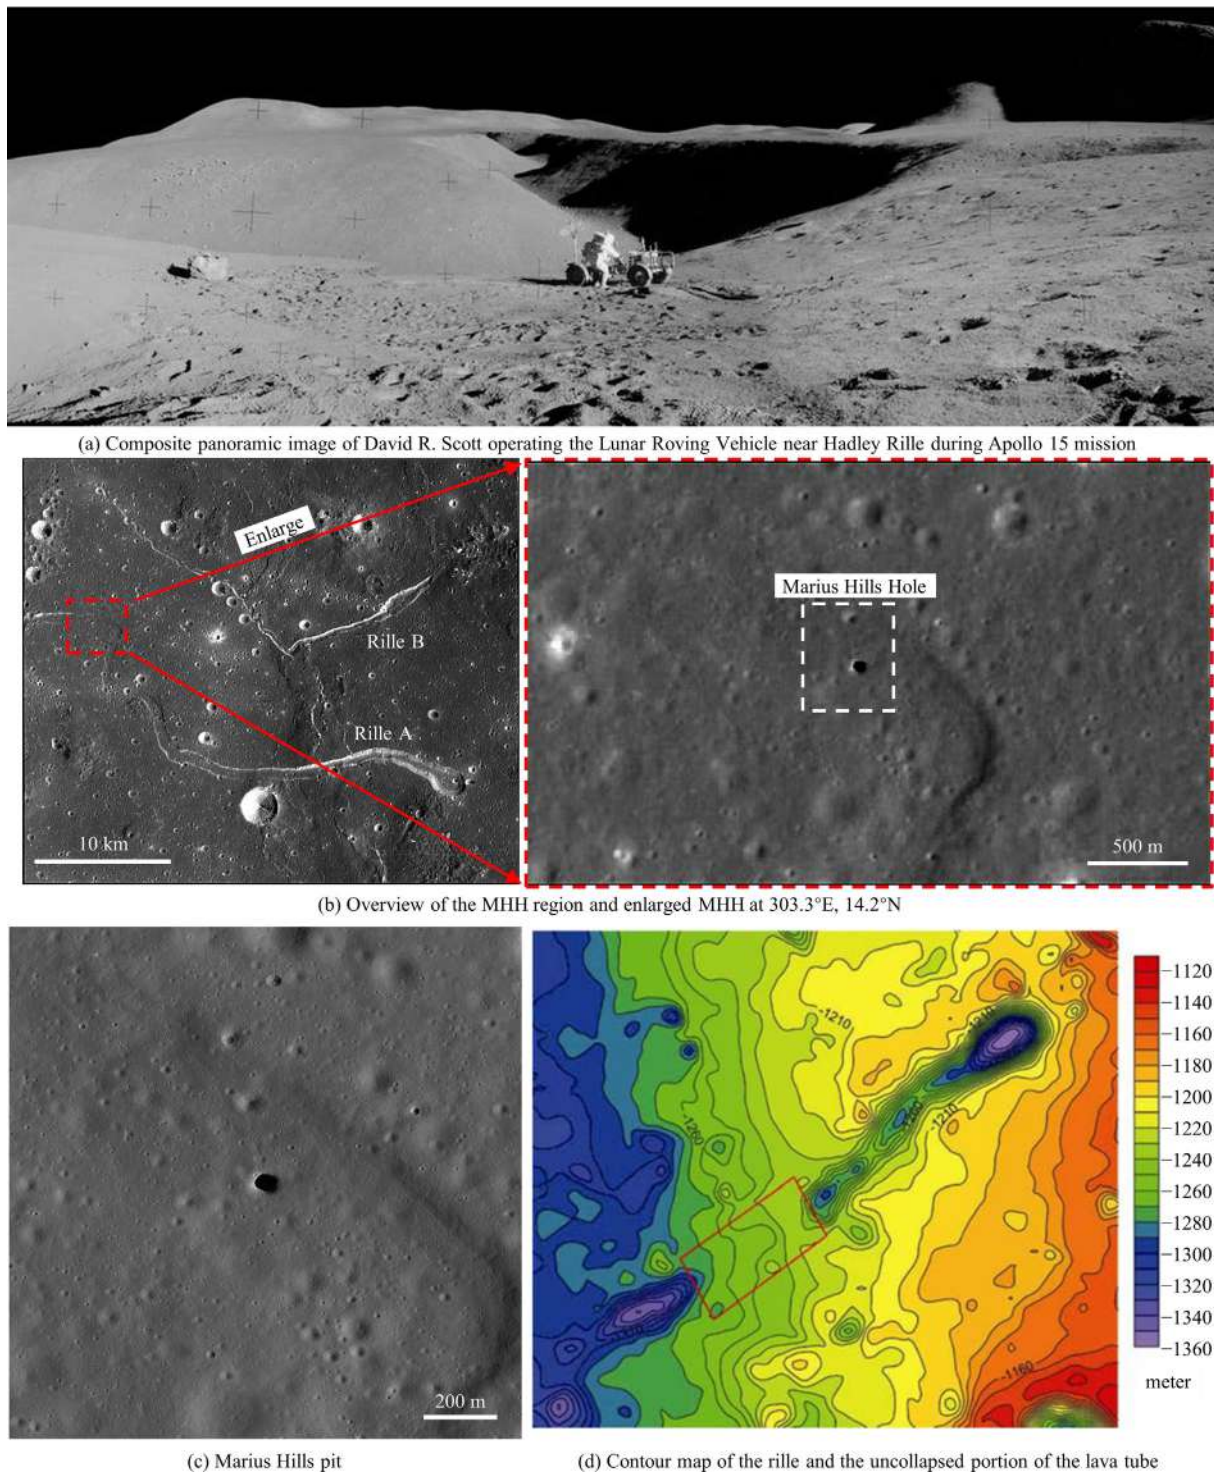 (a) Composite panoramic image of David R. Scott operating the Lunar Roving Vehicle near Hadley Rille during Apollo 15 mission
Enlarge
Rille B
Rille A
10 km
Marius Hills Hole
500 m
(b) Overview of the MHH region and enlarged MHH at 303.3°E, 14.2°N
200 m
(c) Marius Hills pit
-1210
-1210
-1210
-1260
-1260
-1160
−1120
−1140
−1160
−1180
−1200
−1220
−1240
−1260
−1280
−1300
−1320
−1340
−1360
meter
(d) Contour map of the rille and the uncollapsed portion of the lava tube